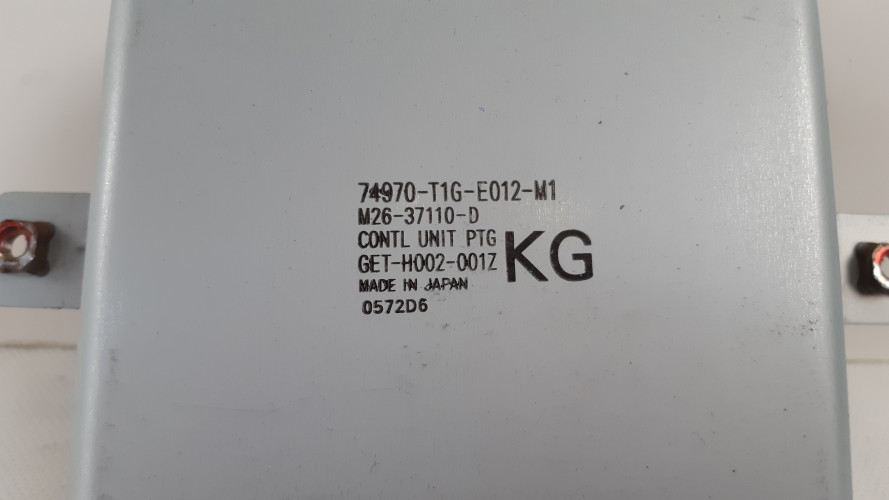 74970-T1G-E012-M1
M26-37110-D
CONTL UNIT PTG
GET-H002-001Z
KG
MADE IN JAPAN
0572D6